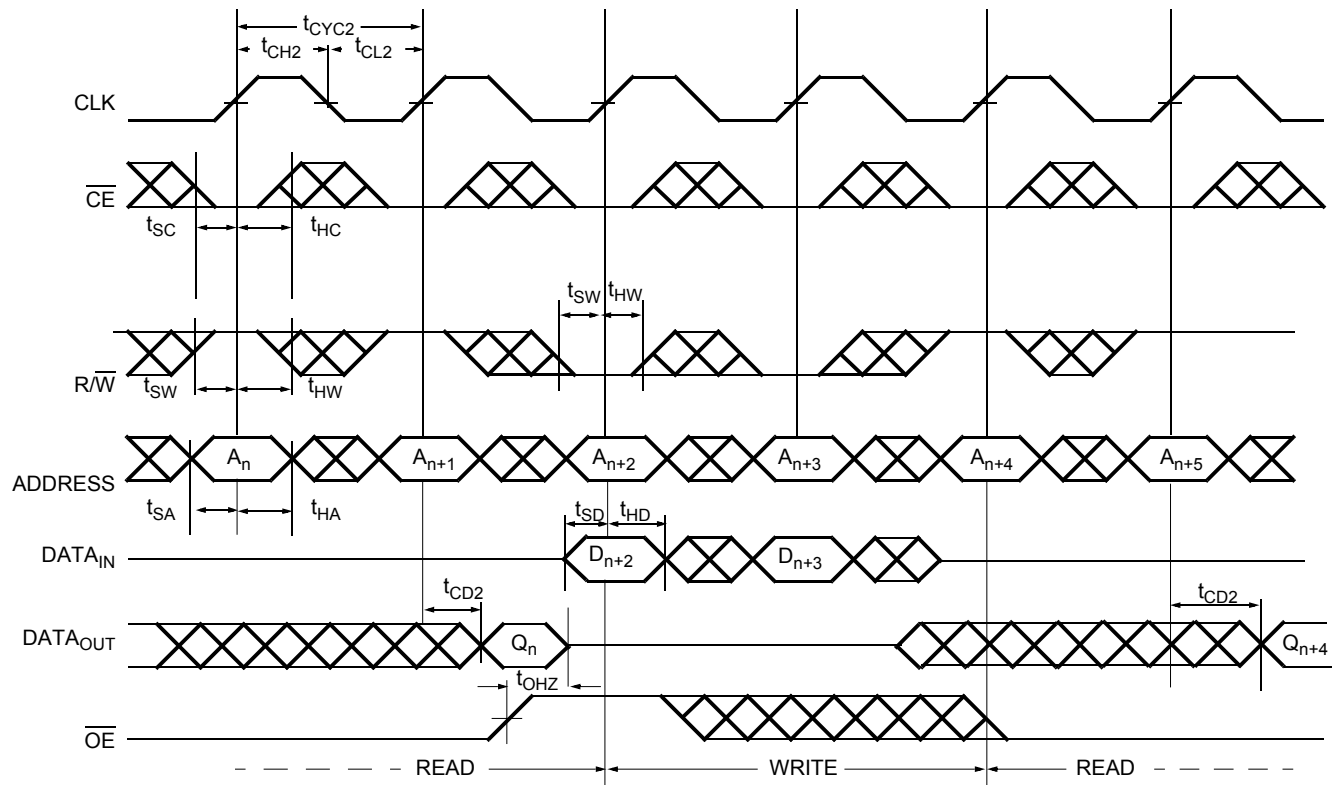 tCYC2
tCH2 tCL2
CLK
CE
tSC tHC
tSW tHW
R/W
tSW tHW
ADDRESS An An+1 An+2 An+3 An+4 An+5
tSA tHA
tSD tHD
DATAIN Dn+2 Dn+3
tCD2 tCD2
DATAOUT Qn Qn+4
tOHZ
OE
READ WRITE READ